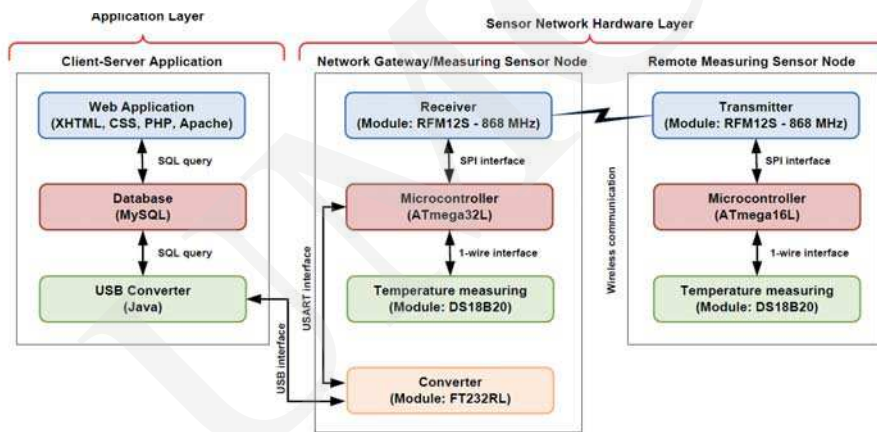 Application Layer
Sensor Network Hardware Layer
Client-Server Application
Network Gateway/Measuring Sensor Node
Remote Measuring Sensor Node
Web Application
(XHTML, CSS, PHP, Apache)
SQL query
Database
(MySQL)
SQL query
USB Converter
(Java)
USB interface
Receiver
(Module: RFM12S - 868 MHz)
SPI interface
Microcontroller
(ATmega32L)
1-wire interface
Temperature measuring
(Module: DS18B20)
USART interface
Converter
(Module: FT232RL)
Wireless communication
Transmitter
(Module: RFM12S - 868 MHz)
SPI interface
Microcontroller
(ATmega16L)
1-wire interface
Temperature measuring
(Module: DS18B20)